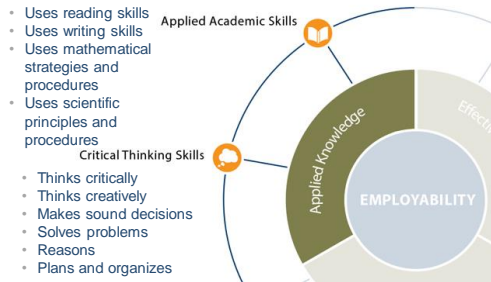 • Uses reading skills
• Uses writing skills
• Uses mathematical
strategies and
procedures
• Uses scientific
principles and
procedures
Applied Academic Skills
Critical Thinking Skills
• Thinks critically
• Thinks creatively
• Makes sound decisions
• Solves problems
• Reasons
• Plans and organizes
Applied Knowledge
EMPLOYABILITY